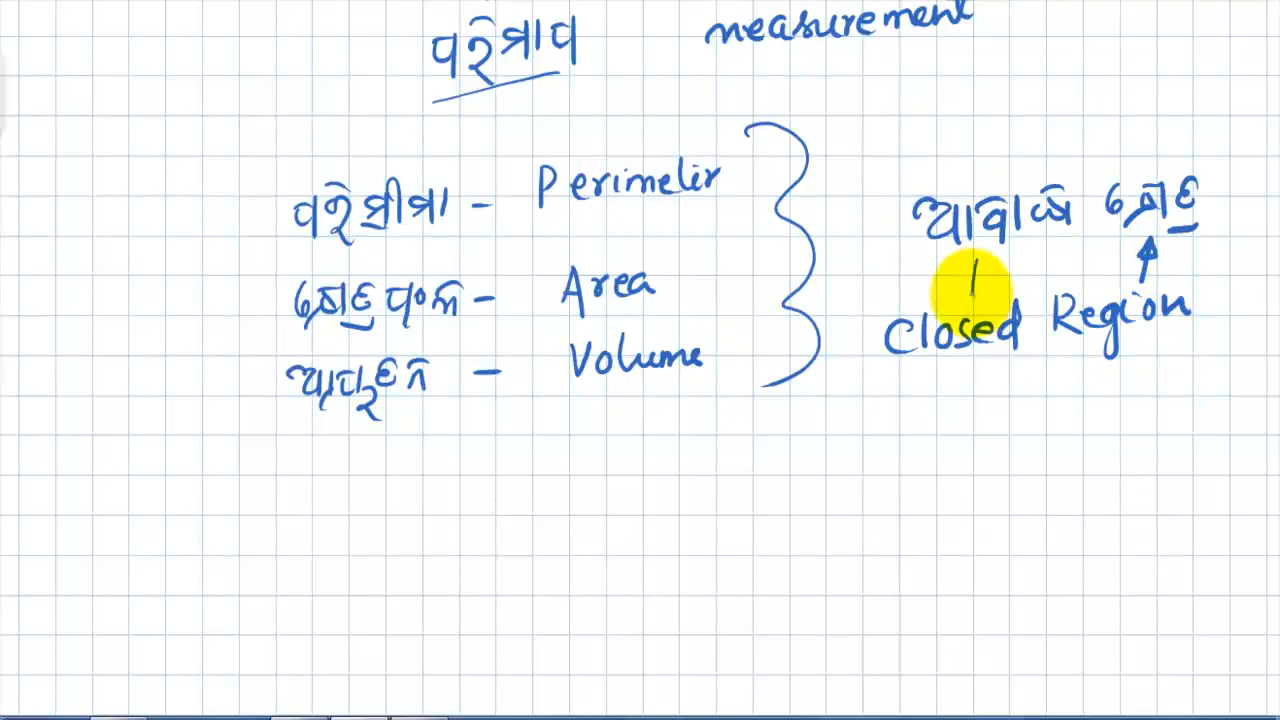 ପରିମାପ measurement
ପରିସୀମା - Perimeter
କ୍ଷେତ୍ରଫଳ - Area
ଆୟତନ - Volume
ଆବଦ୍ଧ କ୍ଷେତ୍ର
Closed Region